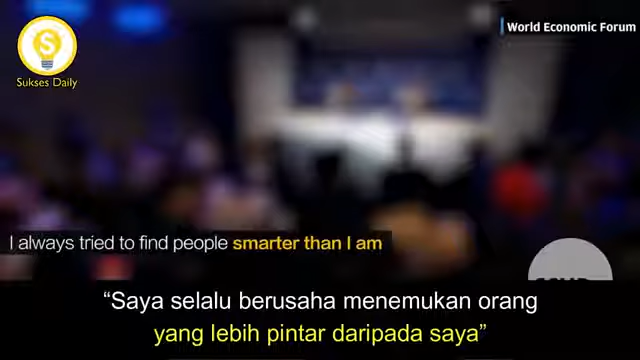 World Economic Forum
S
Sukses Daily
I always tried to find people smarter than I am
“Saya selalu berusaha menemukan orang
yang lebih pintar daripada saya”